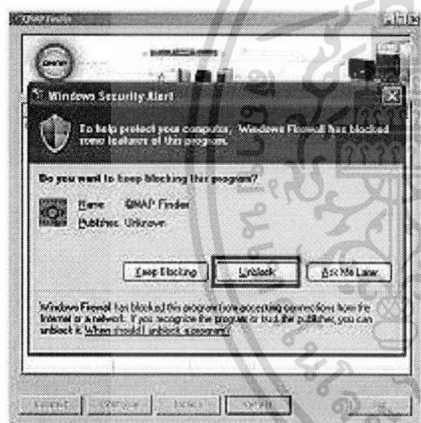 QNAP Finder
Windows Security Alert
To help protect your computer, Windows Firewall has blocked
some features of this program.
Do you want to keep blocking this program?
Name QNAP Finder
Publisher Unknown
Keep Blocking Unblock Ask Me Later
Windows Firewall has blocked this program from accepting connections from the
Internet or a network. If you recognize the program or trust the publisher, you can
unblock it. When should I unblock a program?